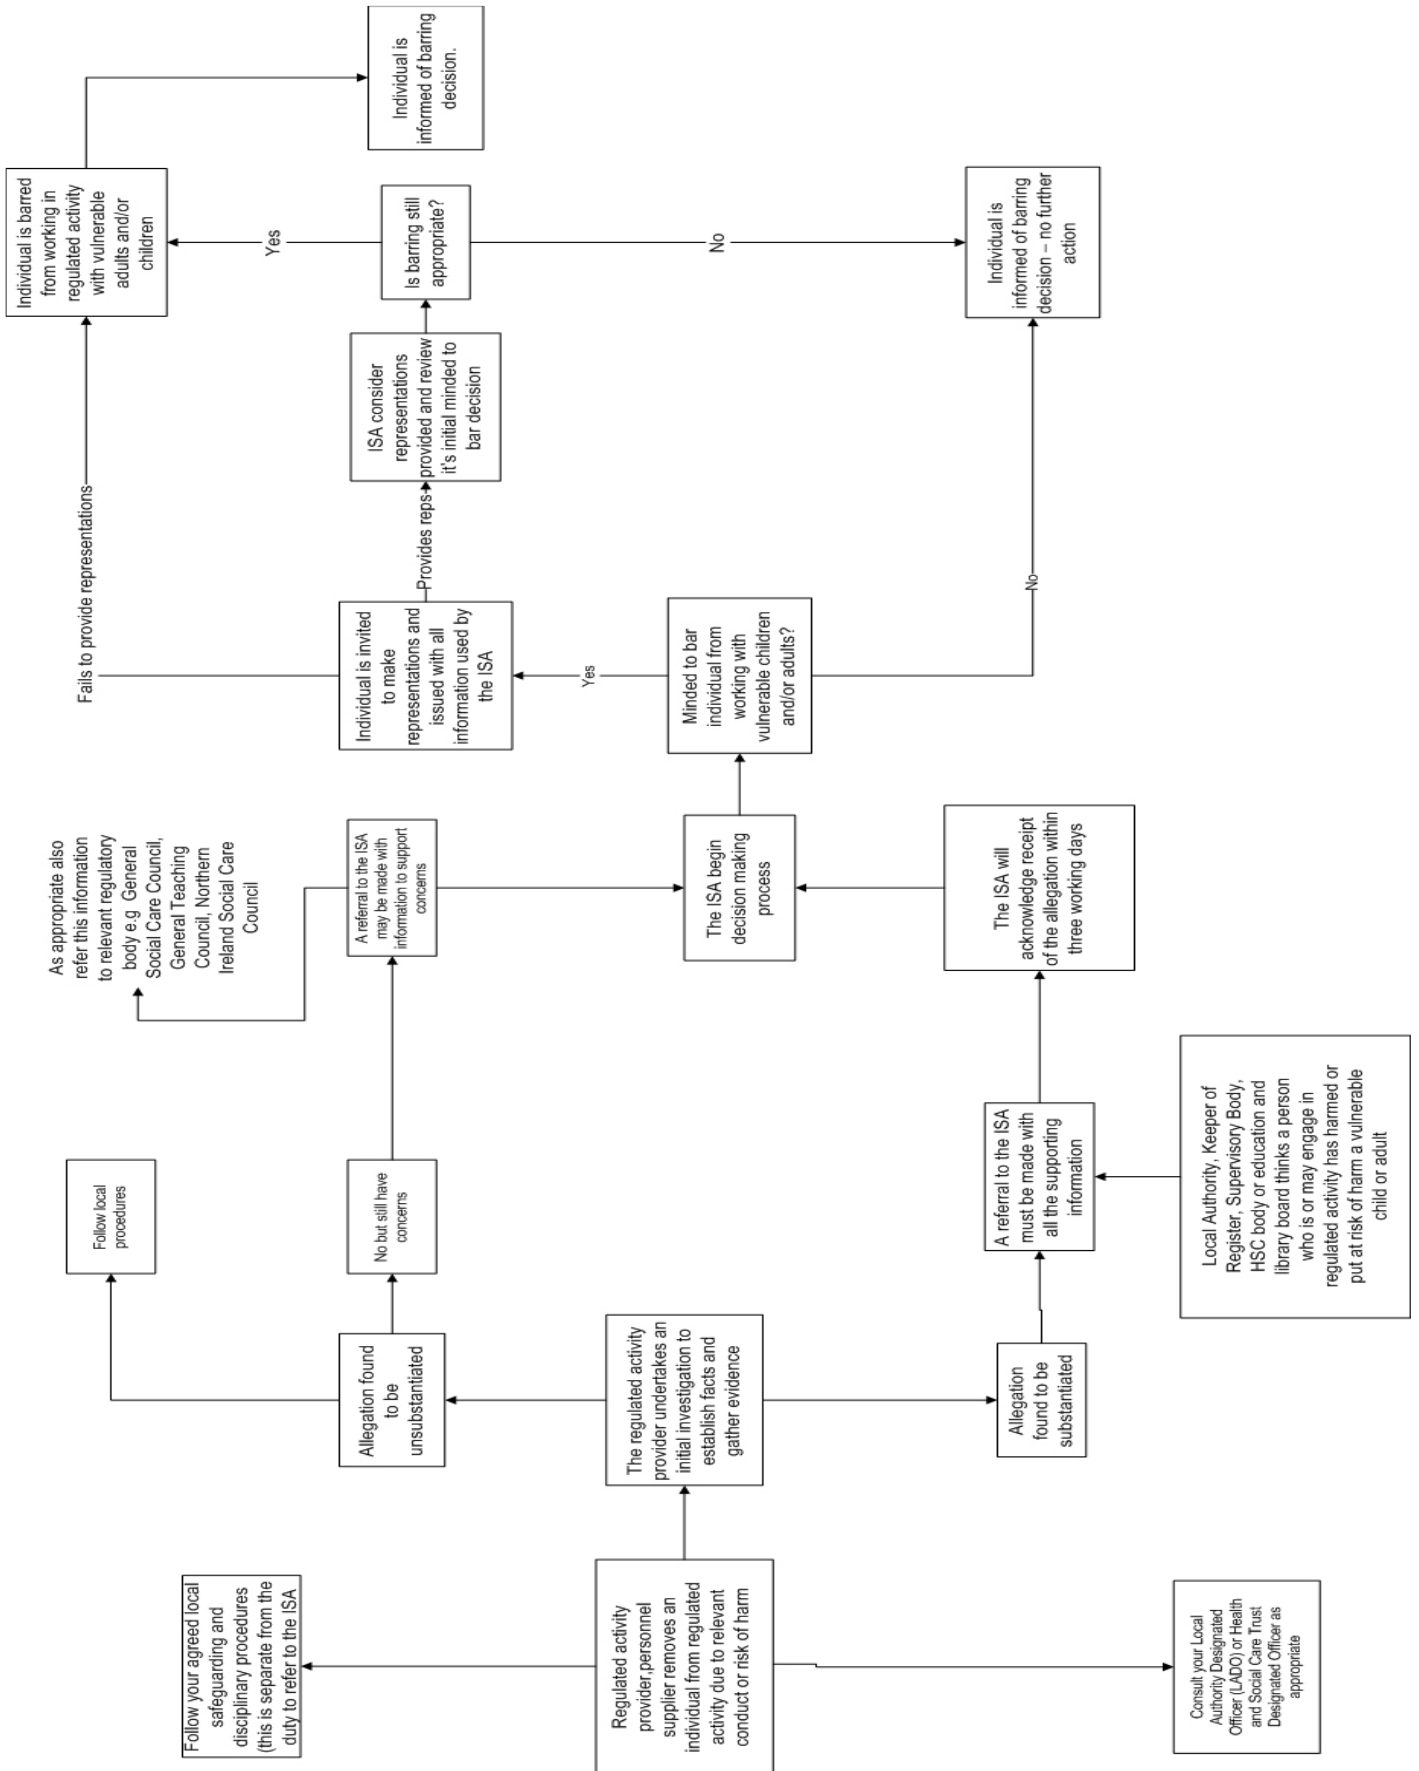 Follow your agreed local
safeguarding and
disciplinary procedures
(this is separate from the
duty to refer to the ISA
Regulated activity
provider,personnel
supplier removes an
individual from regulated
activity due to relevant
conduct or risk of harm
Consult your Local
Authority Designated
Officer (LADO) or Health
and Social Care Trust
Designated Officer as
appropriate
Follow local
procedures
Allegation found
to be
unsubstantiated
No but still have
concerns
The regulated activity
provider undertakes an
initial investigation to
establish facts and
gather evidence
Allegation
found to be
substantiated
As appropriate also
refer this information
to relevant regulatory
body e.g General
Social Care Council,
General Teaching
Council, Northern
Ireland Social Care
Council
A referral to the ISA
may be made with
information to support
concerns
The ISA begin
decision making
process
A referral to the ISA
must be made with
all the supporting
information
The ISA will
acknowledge receipt
of the allegation within
three working days
Local Authority, Keeper of
Register, Supervisory Body,
HSC body or education and
library board thinks a person
who is or may engage in
regulated activity has harmed or
put at risk of harm a vulnerable
child or adult
Minded to bar
individual from
working with
vulnerable children
and/or adults?
Yes
No
Individual is invited
to make
representations and
issued with all
information used by
the ISA
Fails to provide representations
Provides reps
ISA consider
representations
provided and review
it's initial minded to
bar decision
Is barring still
appropriate?
Yes
No
Individual is barred
from working in
regulated activity
with vulnerable
adults and/or
children
Individual is
informed of barring
decision.
Individual is
informed of barring
decision – no further
action